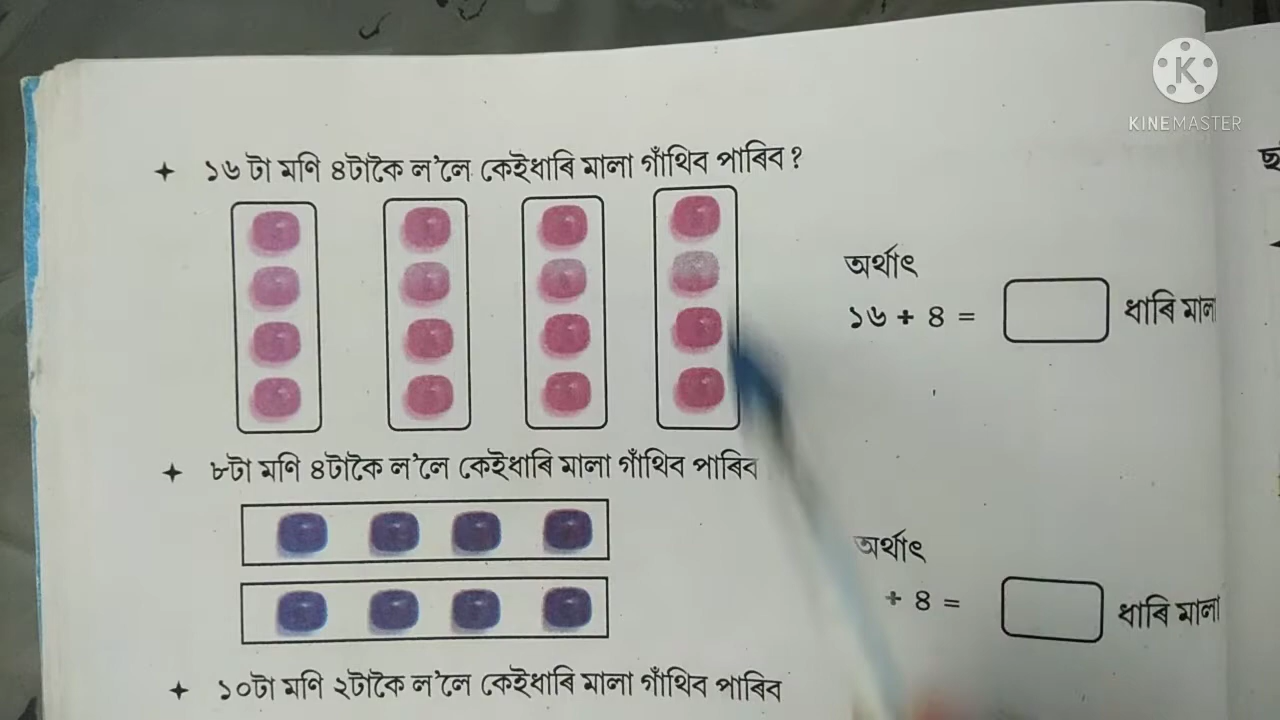 KINEMASTER
✦ ১৬ টা মণি ৪টাকৈ ল'লে কেইধাৰি মালা গাঁথিব পাৰিব?
অৰ্থাৎ
১৬ ÷ ৪ = ধাৰি মালা
✦ ৮টা মণি ৪টাকৈ ল'লে কেইধাৰি মালা গাঁথিব পাৰিব
অৰ্থাৎ
÷ ৪ = ধাৰি মালা
✦ ১০টা মণি ২টাকৈ ল'লে কেইধাৰি মালা গাঁথিব পাৰিব